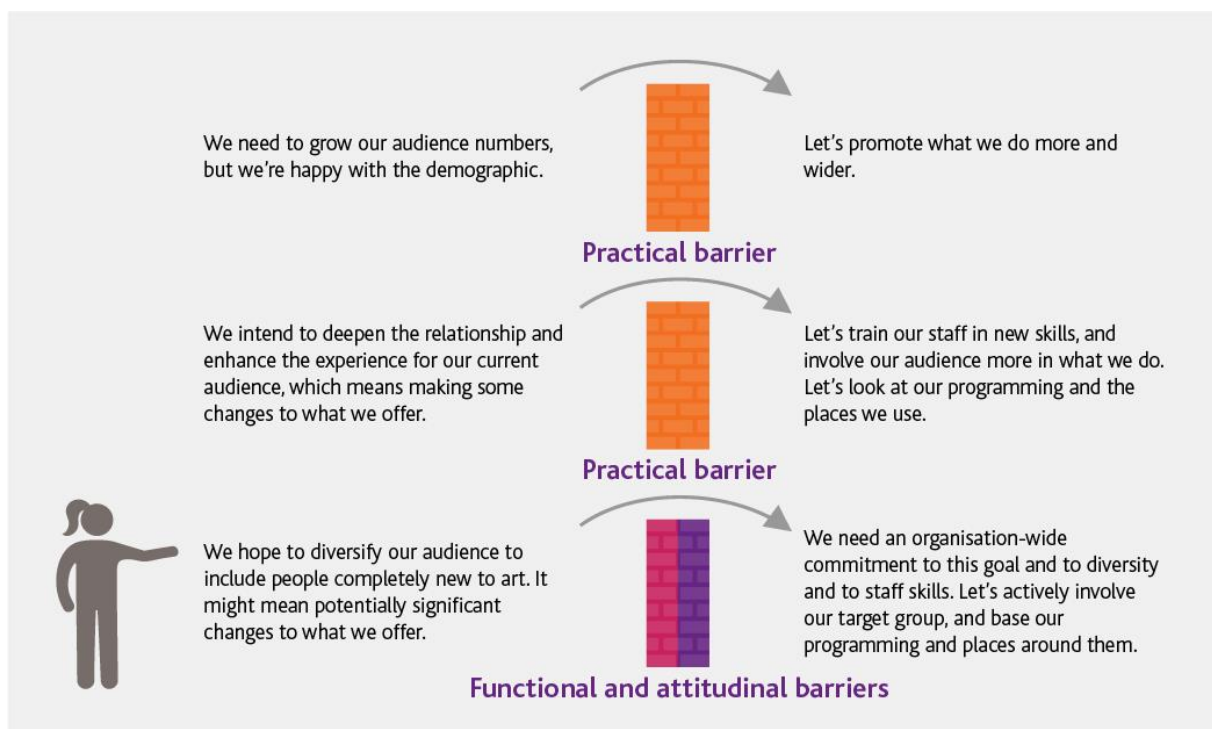 We need to grow our audience numbers,
but we're happy with the demographic.
Let's promote what we do more and
wider.
Practical barrier
We intend to deepen the relationship and
enhance the experience for our current
audience, which means making some
changes to what we offer.
Let's train our staff in new skills, and
involve our audience more in what we do.
Let's look at our programming and the
places we use.
Practical barrier
We hope to diversify our audience to
include people completely new to art. It
might mean potentially significant
changes to what we offer.
We need an organisation-wide
commitment to this goal and to diversity
and to staff skills. Let's actively involve
our target group, and base our
programming and places around them.
Functional and attitudinal barriers